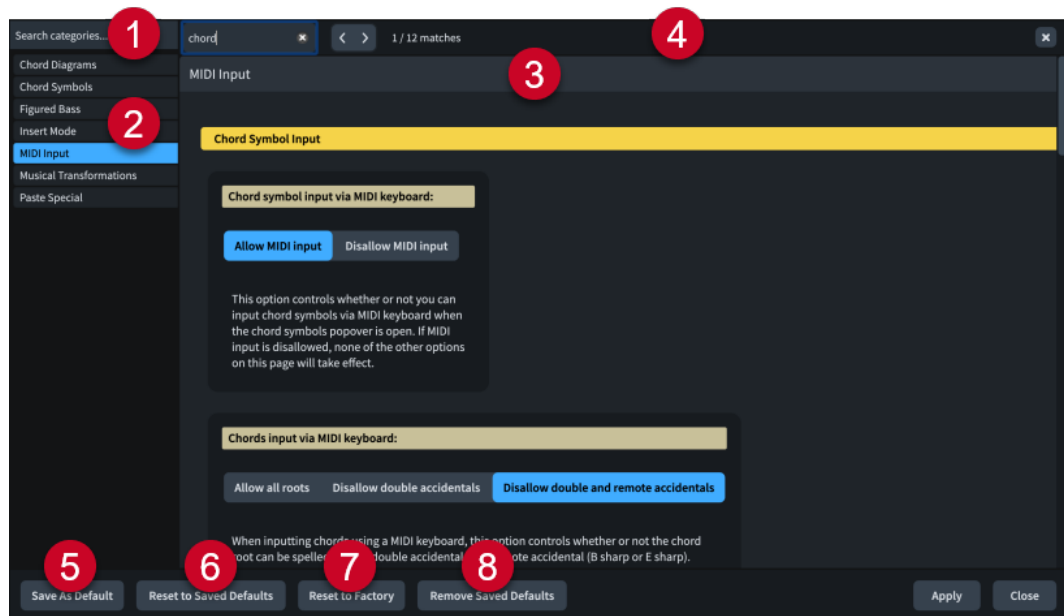 Search categories...
1
chord
1 / 12 matches
4
Chord Diagrams
Chord Symbols
Figured Bass
Insert Mode
MIDI Input
Musical Transformations
Paste Special
2
MIDI Input
3
Chord Symbol Input
Chord symbol input via MIDI keyboard:
Allow MIDI input Disallow MIDI input
This option controls whether or not you can
input chord symbols via MIDI keyboard when
the chord symbols popover is open. If MIDI
input is disallowed, none of the other options
on this page will take effect.
Chords input via MIDI keyboard:
Allow all roots Disallow double accidentals Disallow double and remote accidentals
When inputting chords using a MIDI keyboard, this option controls whether or not the chord
root can be spelled double accidental remote accidental (B sharp or E sharp).
5
6
7
8
Save As Default Reset to Saved Defaults Reset to Factory Remove Saved Defaults Apply Close